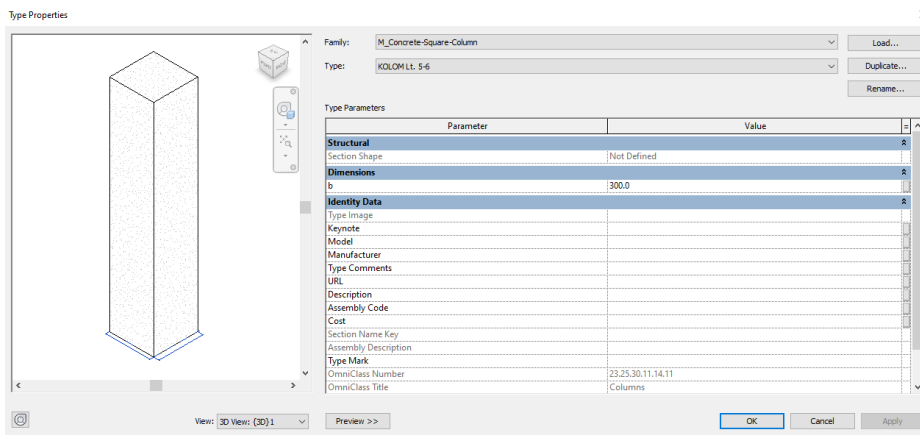 Type Properties
Family: M_Concrete-Square-Column Load...
Type: KOLOM Lt. 5-6 Duplicate...
Rename...
Type Parameters
Parameter Value =
Structural
Section Shape Not Defined
Dimensions
b 300.0
Identity Data
Type Image
Keynote
Model
Manufacturer
Type Comments
URL
Description
Assembly Code
Cost
Section Name Key
Assembly Description
Type Mark
OmniClass Number 23.25.30.11.14.11
OmniClass Title Columns
View: 3D View: {3D}1 Preview >> OK Cancel Apply